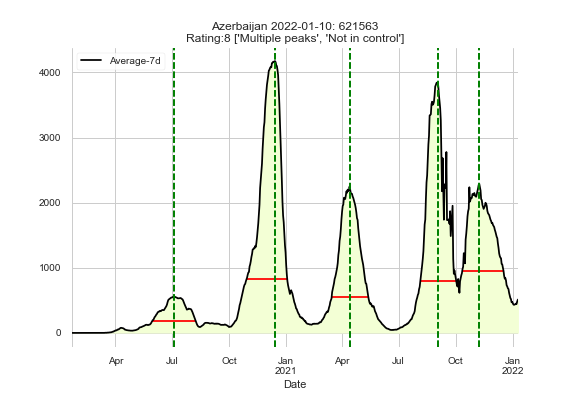 Azerbaijan 2022-01-10: 621563
Rating:8 ['Multiple peaks', 'Not in control']
Average-7d
4000
3000
2000
1000
0
Apr Jul Oct Jan Apr Jul Oct Jan
2021 2022
Date